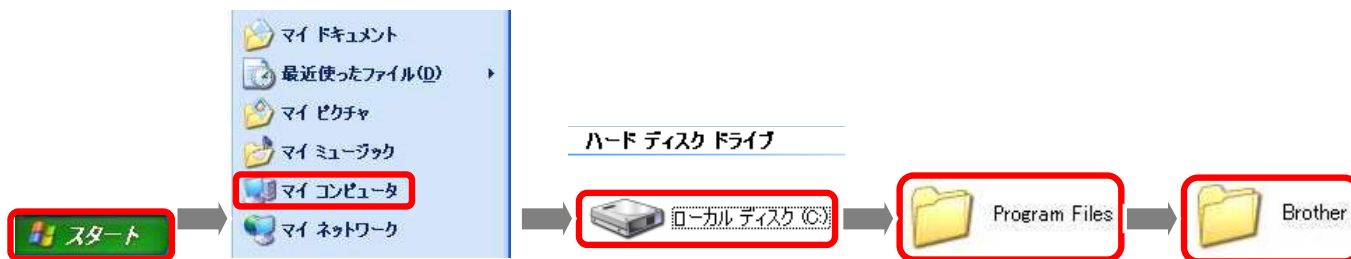 スタート
マイ ドキュメント
最近使ったファイル(D)
マイ ピクチャ
マイ ミュージック
マイ コンピュータ
マイ ネットワーク
ハード ディスク ドライブ
ローカル ディスク (C:)
Program Files
Brother